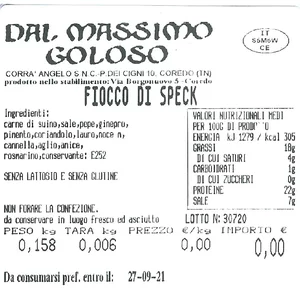 DAL MASSIMO
GOLOSO
IT
S6M6W
CE
CORRA' ANGELO S N C -P.DEI CIGNI 10, COREDO (TN)
prodotto nello stabilimento: Via Borgonuovo 5 -Coredo
FIOCCO DI SPECK
Ingredienti:
carne di suino,sale,pepe,ginepro,
pimento,coriandolo,lauro,noce m,
cannella,aglio,anice,
rosmarino,conservante: E252
SENZA LATTOSIO E SENZA GLUTINE
VALORI NUTRIZIONALI MEDI
PER 100G DI
ENERGIA kJ 1279 / kcal 305
GRASSI 18g
DI CUI SATURI 4g
CARBOIDRATI 1g
DI CUI ZUCCHERI 0g
PROTEINE 22g
SALE 7g
NON FORARE LA CONFEZIONE.
da conservare in luogo fresco ed asciutto
LOTTO N: 30720
PESO kg TARA kg PREZZO €/kg IMPORTO €
0,158 0,006 0,00 0,00
Da consumarsi pref. entro il: 27-09-21